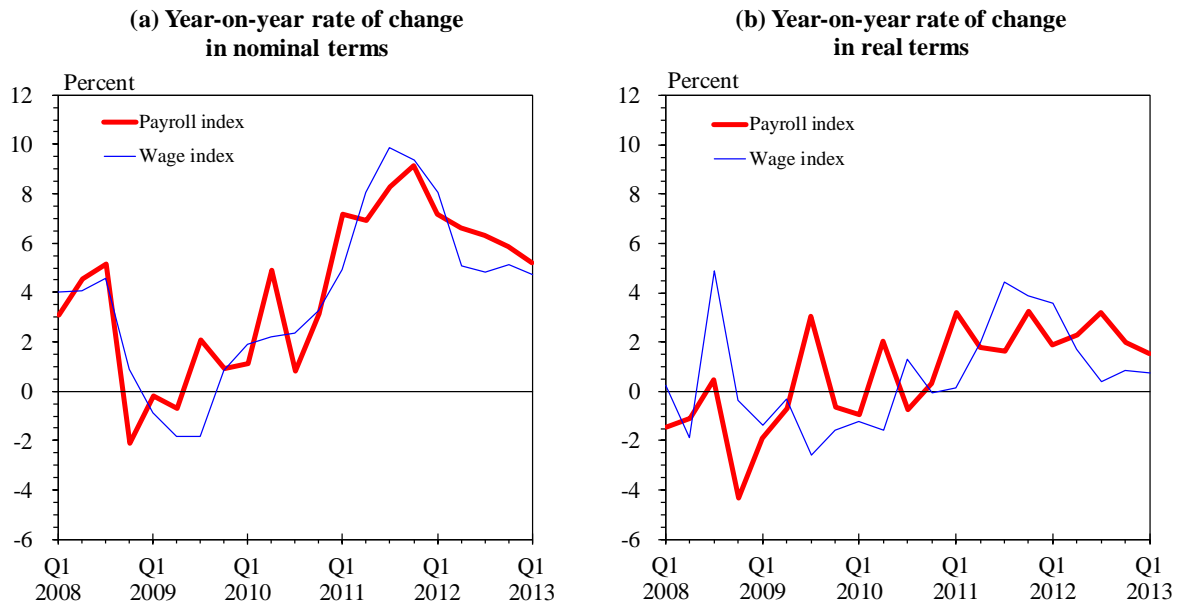 (a) Year-on-year rate of change
in nominal terms
Percent
12
10
8
6
4
2
0
-2
-4
-6
Payroll index
Wage index
Q1 Q1 Q1 Q1 Q1 Q1
2008 2009 2010 2011 2012 2013
(b) Year-on-year rate of change
in real terms
Percent
12
10
8
6
4
2
0
-2
-4
-6
Payroll index
Wage index
Q1 Q1 Q1 Q1 Q1 Q1
2008 2009 2010 2011 2012 2013